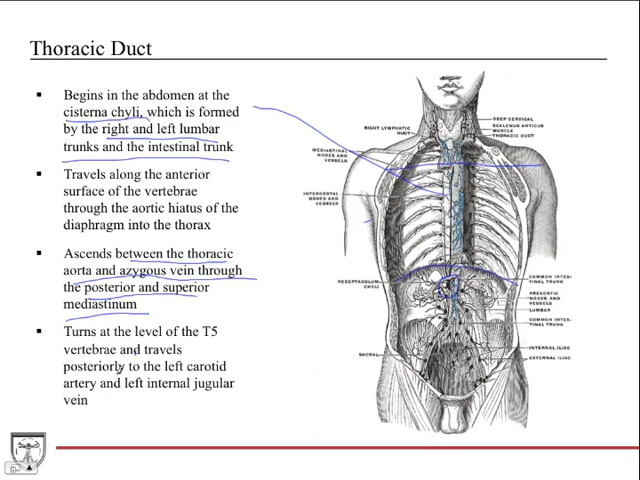 Thoracic Duct
Begins in the abdomen at the
cisterna chyli, which is formed
by the right and left lumbar
trunks and the intestinal trunk
Travels along the anterior
surface of the vertebrae
through the aortic hiatus of the
diaphragm into the thorax
Ascends between the thoracic
aorta and azygous vein through
the posterior and superior
mediastinum
Turns at the level of the T5
vertebrae and travels
posteriorly to the left carotid
artery and left internal jugular
vein
RIGHT LYMPHATIC
DUCT
MEDIASTINAL
NODES AND
VESSELS
INTERCOSTAL
NODES AND
VESSELS
RECEPTACULUM
CHYLI
SACRAL
DEEP CERVICAL
SCALENUS ANTICUS
MUSCLE
THORACIC DUCT
COMMON INTES-
TINAL TRUNK
PREAORTIC
NODES AND
VESSELS
LUMBAR
COMMON INTES-
TINAL TRUNK
INTERNAL ILIAC
EXTERNAL ILIAC